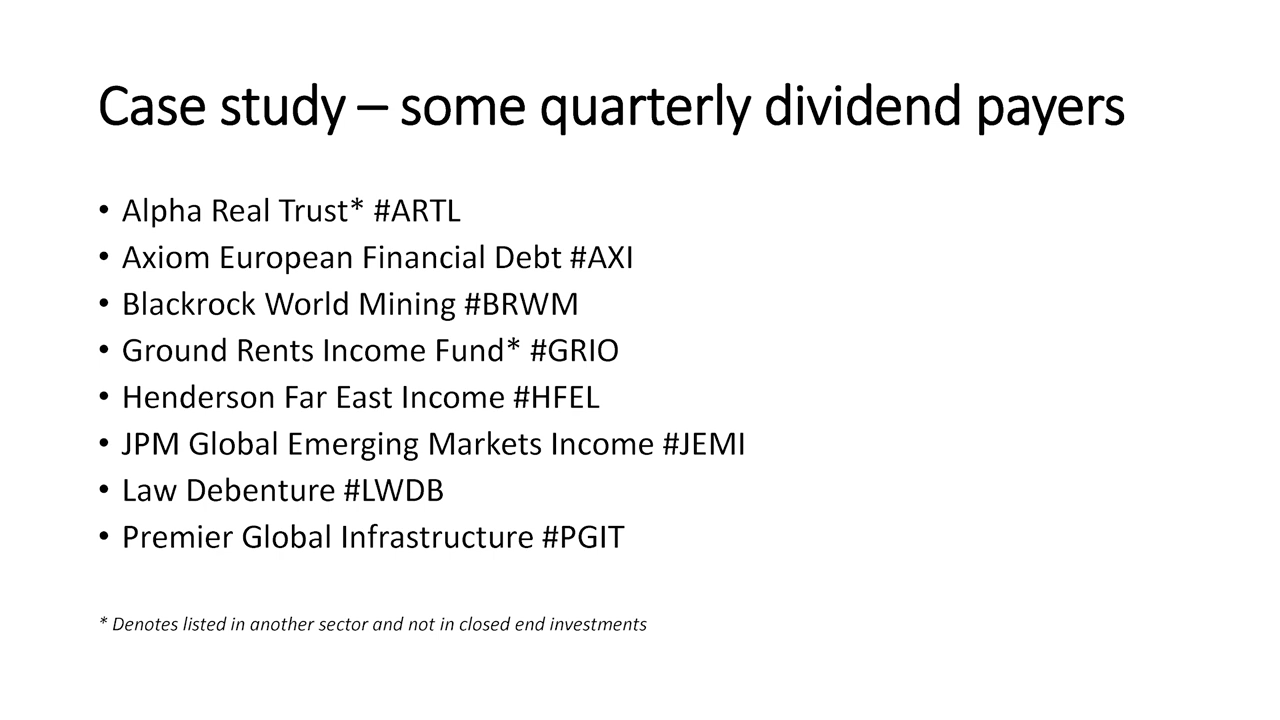 Case study – some quarterly dividend payers
• Alpha Real Trust* #ARTL
• Axiom European Financial Debt #AXI
• Blackrock World Mining #BRWM
• Ground Rents Income Fund* #GRIO
• Henderson Far East Income #HFEL
• JPM Global Emerging Markets Income #JEMI
• Law Debenture #LWDB
• Premier Global Infrastructure #PGIT
* Denotes listed in another sector and not in closed end investments